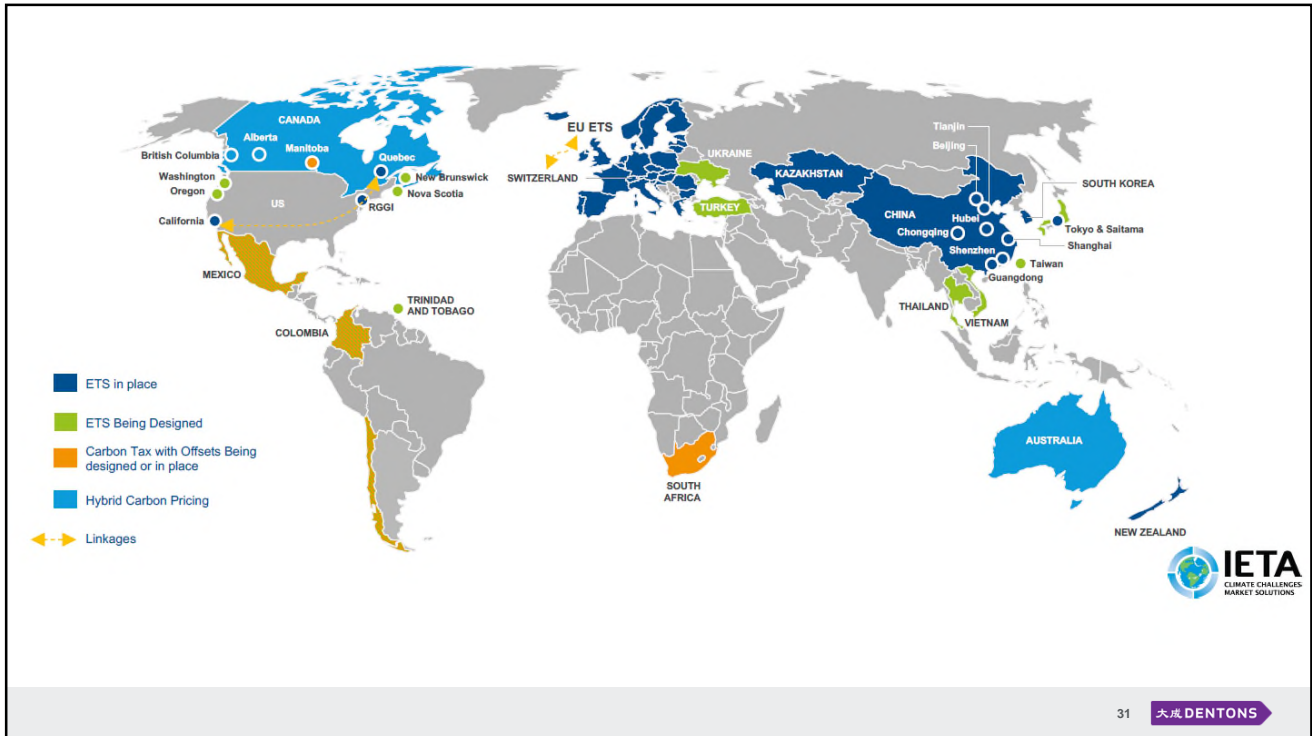 CANADA
Alberta
Manitoba
British Columbia
Quebec
Washington
Oregon
New Brunswick
Nova Scotia
US
RGGI
California
MEXICO
TRINIDAD
AND TOBAGO
COLOMBIA
EU ETS
SWITZERLAND
UKRAINE
TURKEY
KAZAKHSTAN
Tianjin
Beijing
SOUTH KOREA
CHINA
Hubei
Chongqing
Tokyo & Saitama
Shanghai
Shenzhen
Taiwan
Guangdong
THAILAND
VIETNAM
SOUTH
AFRICA
AUSTRALIA
NEW ZEALAND
ETS in place
ETS Being Designed
Carbon Tax with Offsets Being
designed or in place
Hybrid Carbon Pricing
Linkages
IETA
CLIMATE CHALLENGES
MARKET SOLUTIONS
31
大成 DENTONS